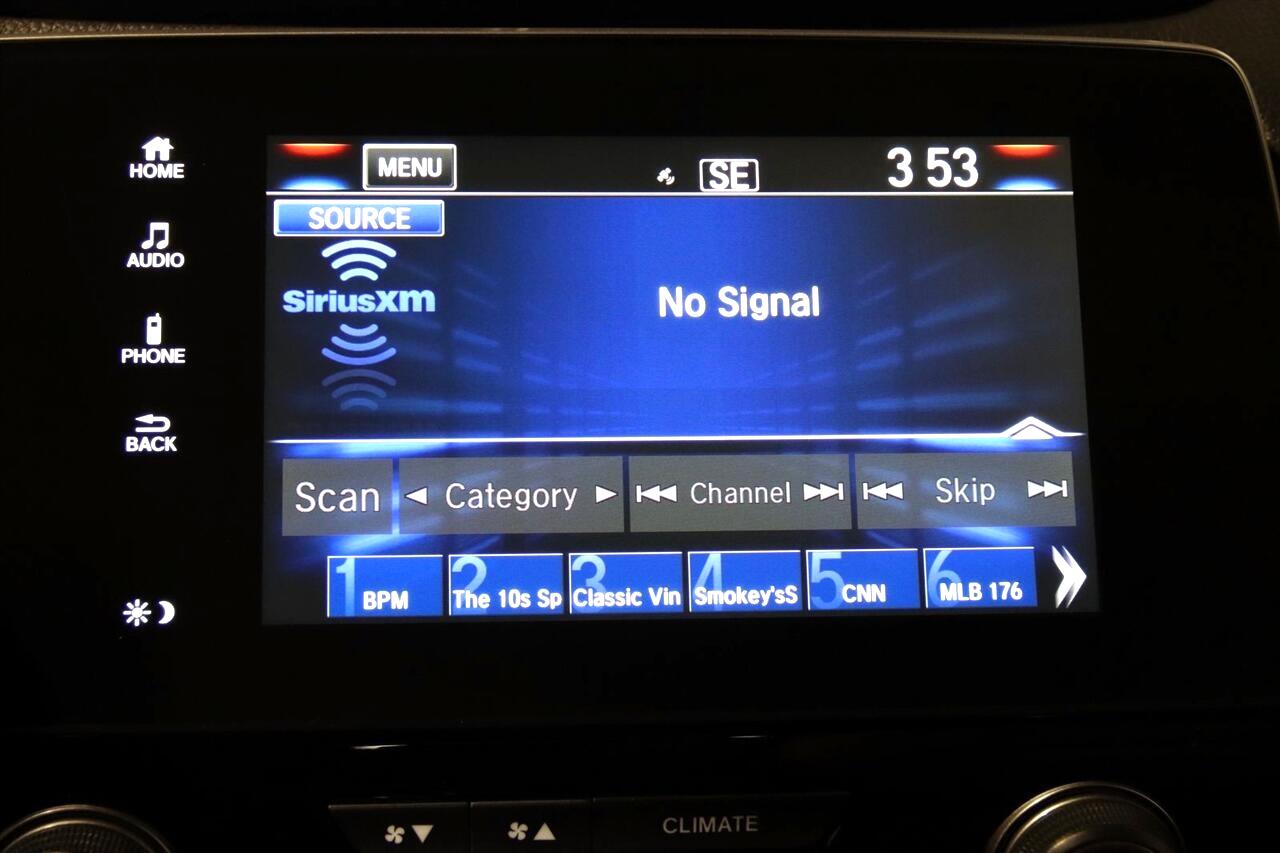 HOME
AUDIO
PHONE
BACK
MENU
SE
3 53
SOURCE
SiriusXM
No Signal
Scan
Category
Channel
Skip
1 BPM
2 The 10s Sp
3 Classic Vin
4 Smokey'sS
5 CNN
6 MLB 176
CLIMATE